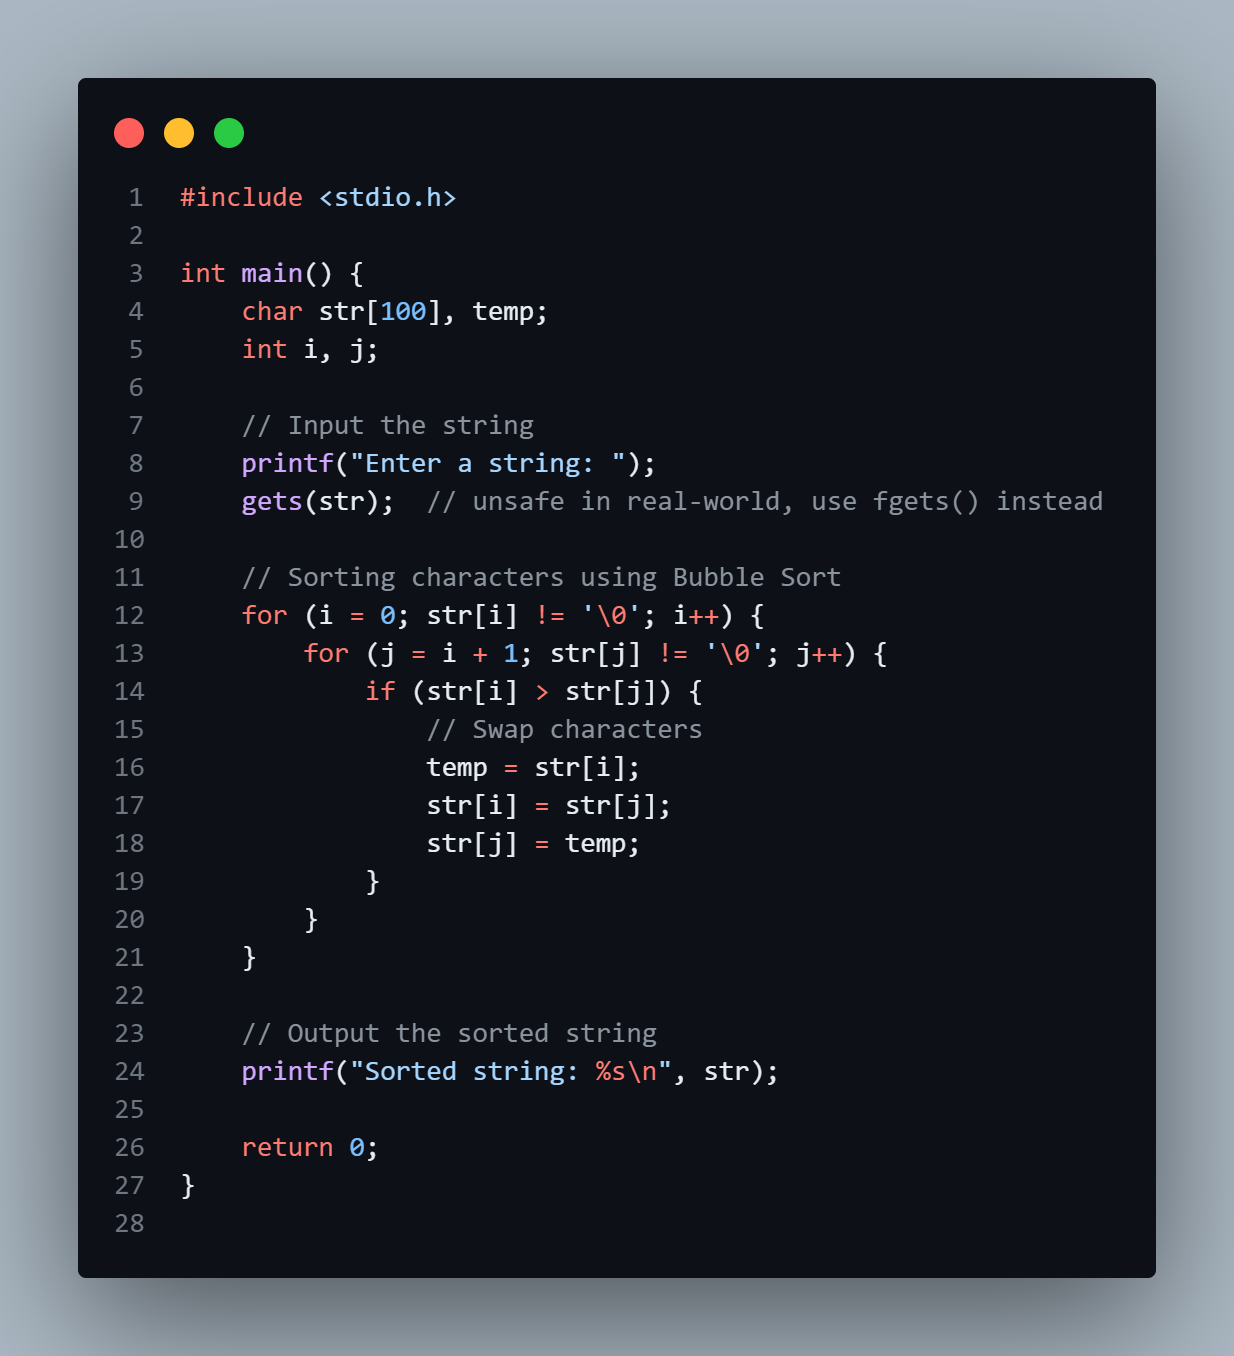 1 #include <stdio.h>
2
3 int main() {
4     char str[100], temp;
5     int i, j;
6
7     // Input the string
8     printf("Enter a string: ");
9     gets(str);  // unsafe in real-world, use fgets() instead
10
11     // Sorting characters using Bubble Sort
12     for (i = 0; str[i] != '\0'; i++) {
13         for (j = i + 1; str[j] != '\0'; j++) {
14             if (str[i] > str[j]) {
15                 // Swap characters
16                 temp = str[i];
17                 str[i] = str[j];
18                 str[j] = temp;
19             }
20         }
21     }
22
23     // Output the sorted string
24     printf("Sorted string: %s\n", str);
25
26     return 0;
27 }
28